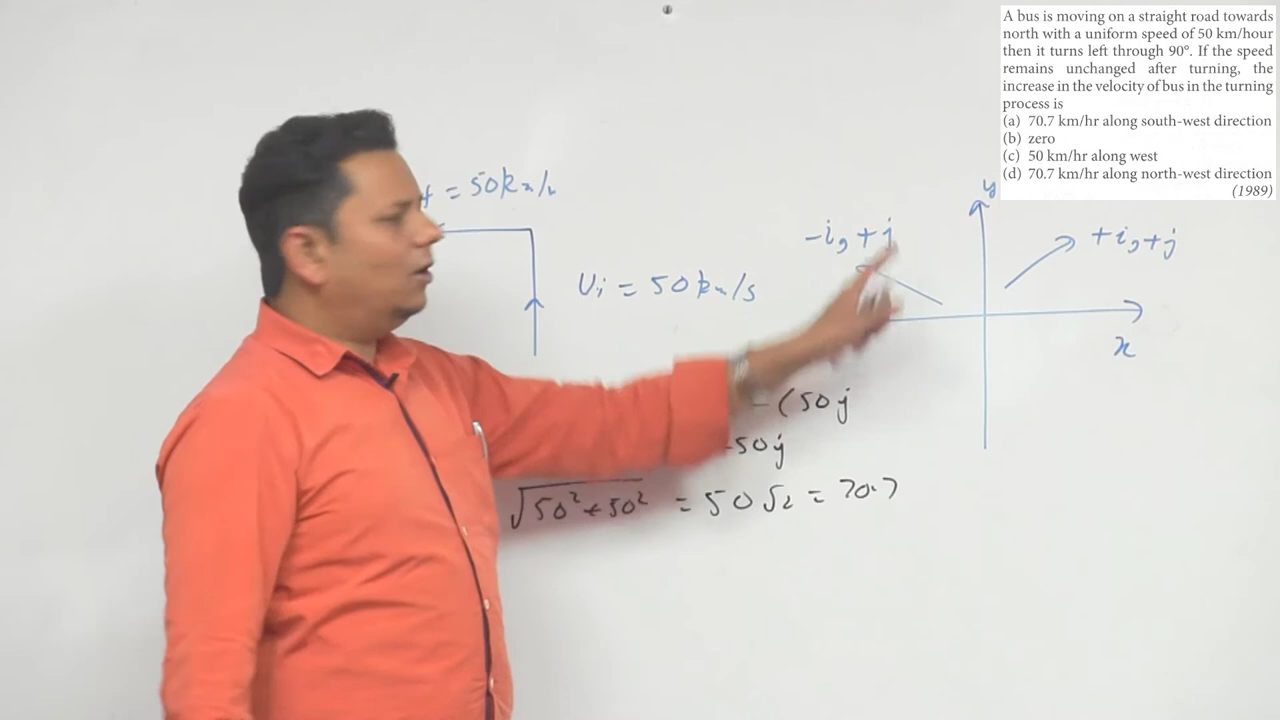 A bus is moving on a straight road towards
north with a uniform speed of 50 km/hour
then it turns left through 90°. If the speed
remains unchanged after turning, the
increase in the velocity of bus in the turning
process is
(a) 70.7 km/hr along south-west direction
(b) zero
(c) 50 km/hr along west
(d) 70.7 km/hr along north-west direction
(1989)
= 50km/h
Ui = 50km/s
y
-i, +j
+i, +j
x
- (50j
-50j
√50² + 50² = 50√2 = 70.7